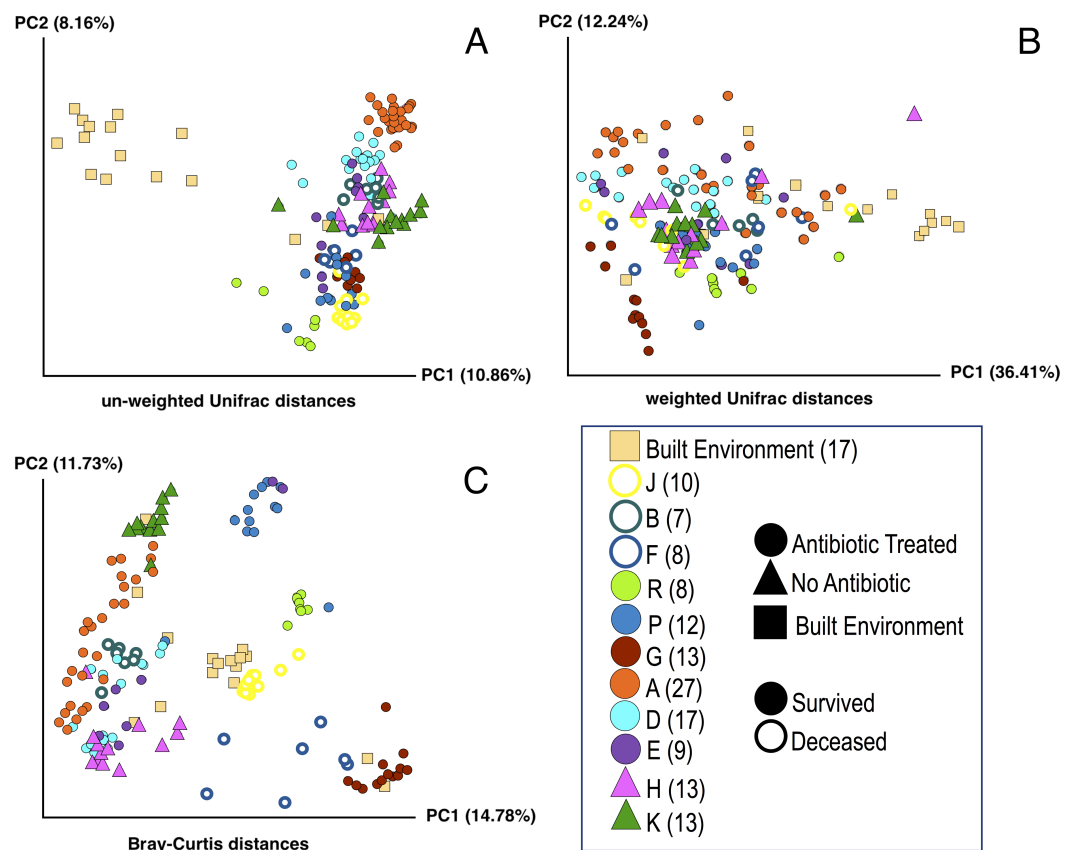 PC2 (8.16%)
A
PC1 (10.86%)
un-weighted Unifrac distances
PC2 (12.24%)
B
PC1 (36.41%)
weighted Unifrac distances
PC2 (11.73%)
C
PC1 (14.78%)
Bray-Curtis distances
Built Environment (17)
J (10)
B (7)
F (8)
R (8)
P (12)
G (13)
A (27)
D (17)
E (9)
H (13)
K (13)
Antibiotic Treated
No Antibiotic
Built Environment
Survived
Deceased